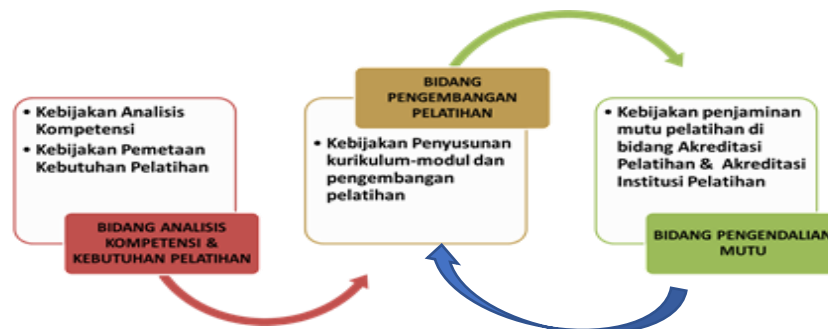 • Kebijakan Analisis
Kompetensi
• Kebijakan Pemetaan
Kebutuhan Pelatihan
BIDANG ANALISIS
KOMPETENSI &
KEBUTUHAN PELATIHAN
BIDANG
PENGEMBANGAN
PELATIHAN
• Kebijakan Penyusunan
kurikulum-modul dan
pengembangan
pelatihan
• Kebijakan penjaminan
mutu pelatihan di
bidang Akreditasi
Pelatihan & Akreditasi
Institusi Pelatihan
BIDANG PENGENDALIAN
MUTU